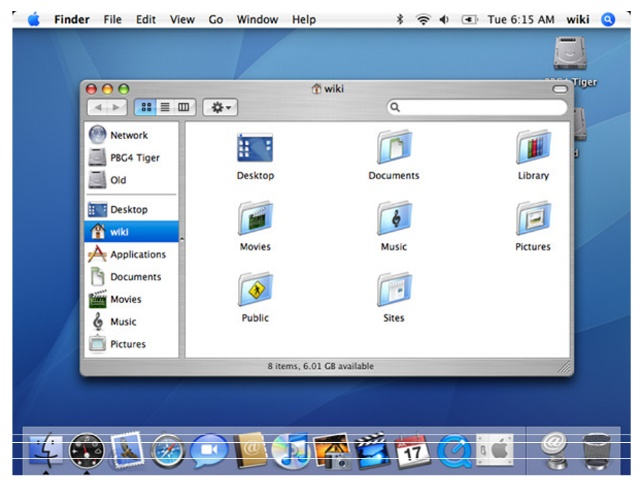 Finder File Edit View Go Window Help Tue 6:15 AM wiki
wiki
Network
PBG4 Tiger
Old
Desktop
wiki
Applications
Documents
Movies
Music
Pictures
Desktop Documents Library
Movies Music Pictures
Public Sites
8 items, 6.01 GB available
Tiger
17